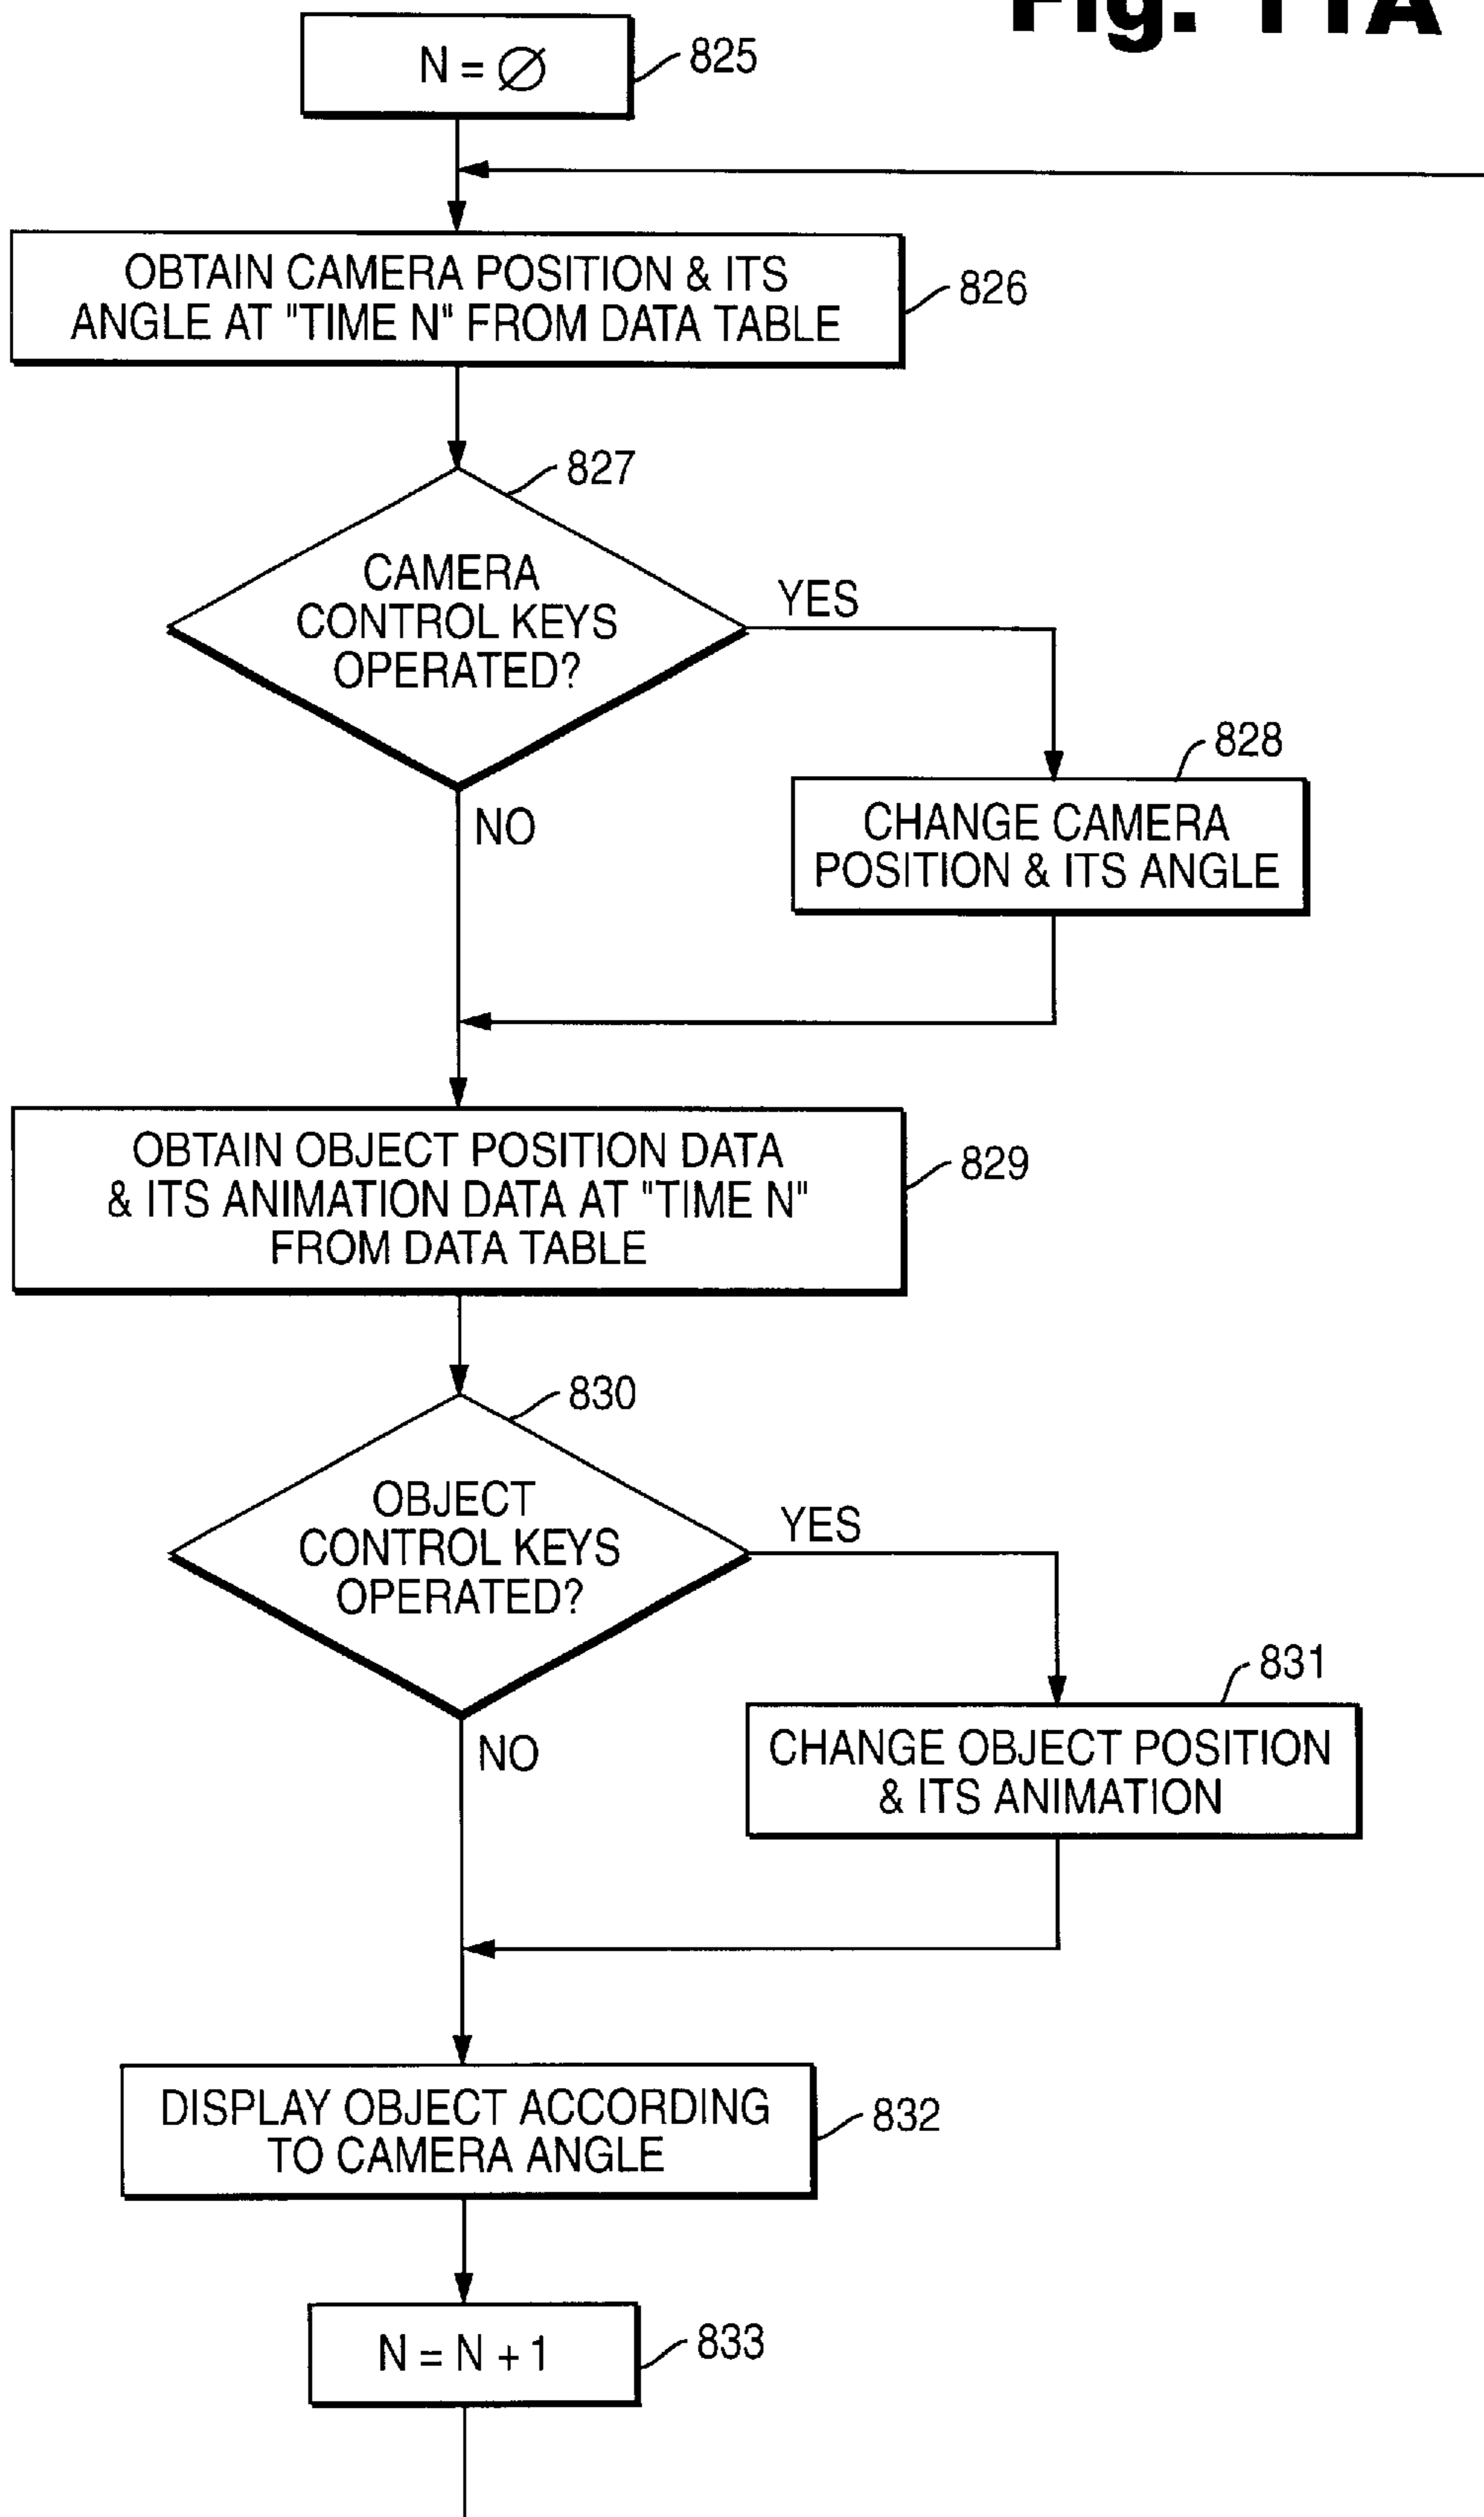 Fig. 11A
N = Ø
825
OBTAIN CAMERA POSITION & ITS
ANGLE AT "TIME N" FROM DATA TABLE
826
827
CAMERA
CONTROL KEYS
OPERATED?
YES
NO
828
CHANGE CAMERA
POSITION & ITS ANGLE
OBTAIN OBJECT POSITION DATA
& ITS ANIMATION DATA AT "TIME N"
FROM DATA TABLE
829
830
OBJECT
CONTROL KEYS
OPERATED?
YES
NO
831
CHANGE OBJECT POSITION
& ITS ANIMATION
DISPLAY OBJECT ACCORDING
TO CAMERA ANGLE
832
N = N + 1
833